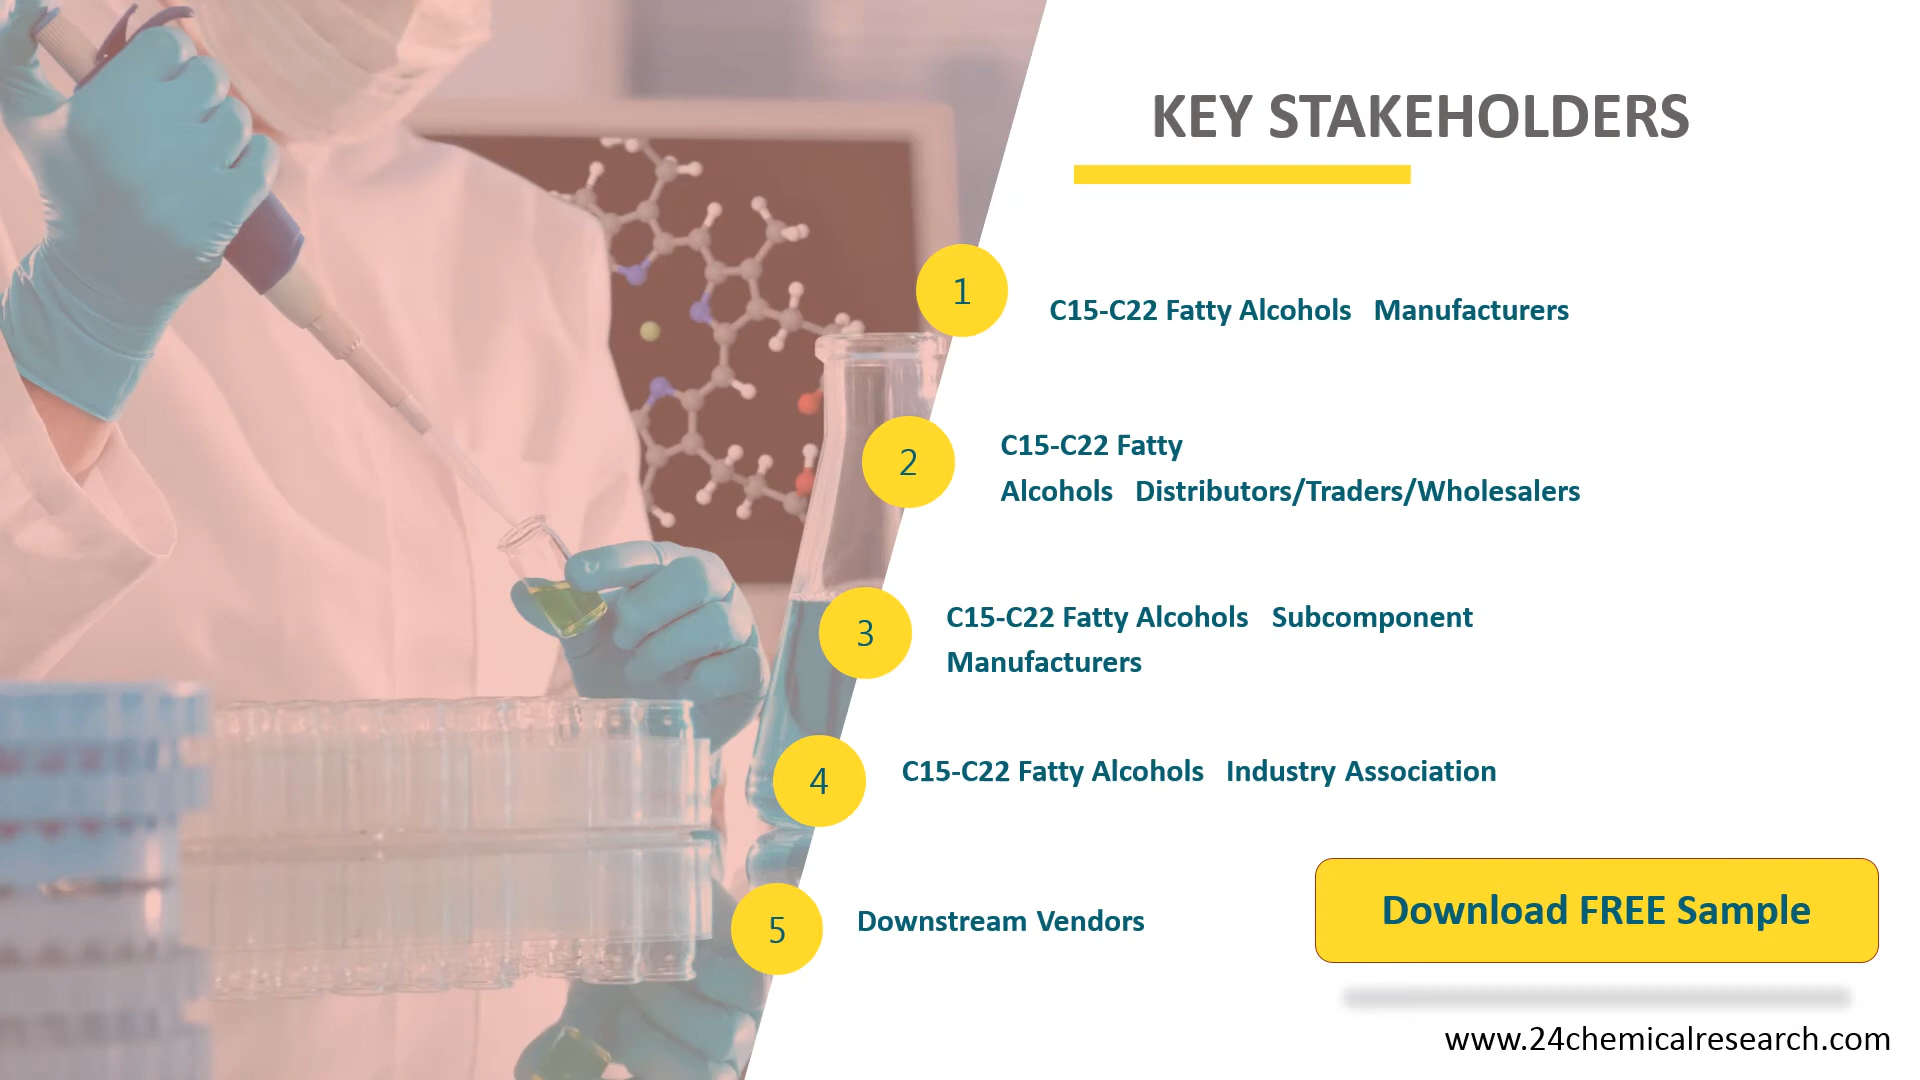 KEY STAKEHOLDERS
1
C15-C22 Fatty Alcohols Manufacturers
2
C15-C22 Fatty
Alcohols Distributors/Traders/Wholesalers
3
C15-C22 Fatty Alcohols Subcomponent
Manufacturers
4
C15-C22 Fatty Alcohols Industry Association
5
Downstream Vendors
Download FREE Sample
www.24chemicalresearch.com